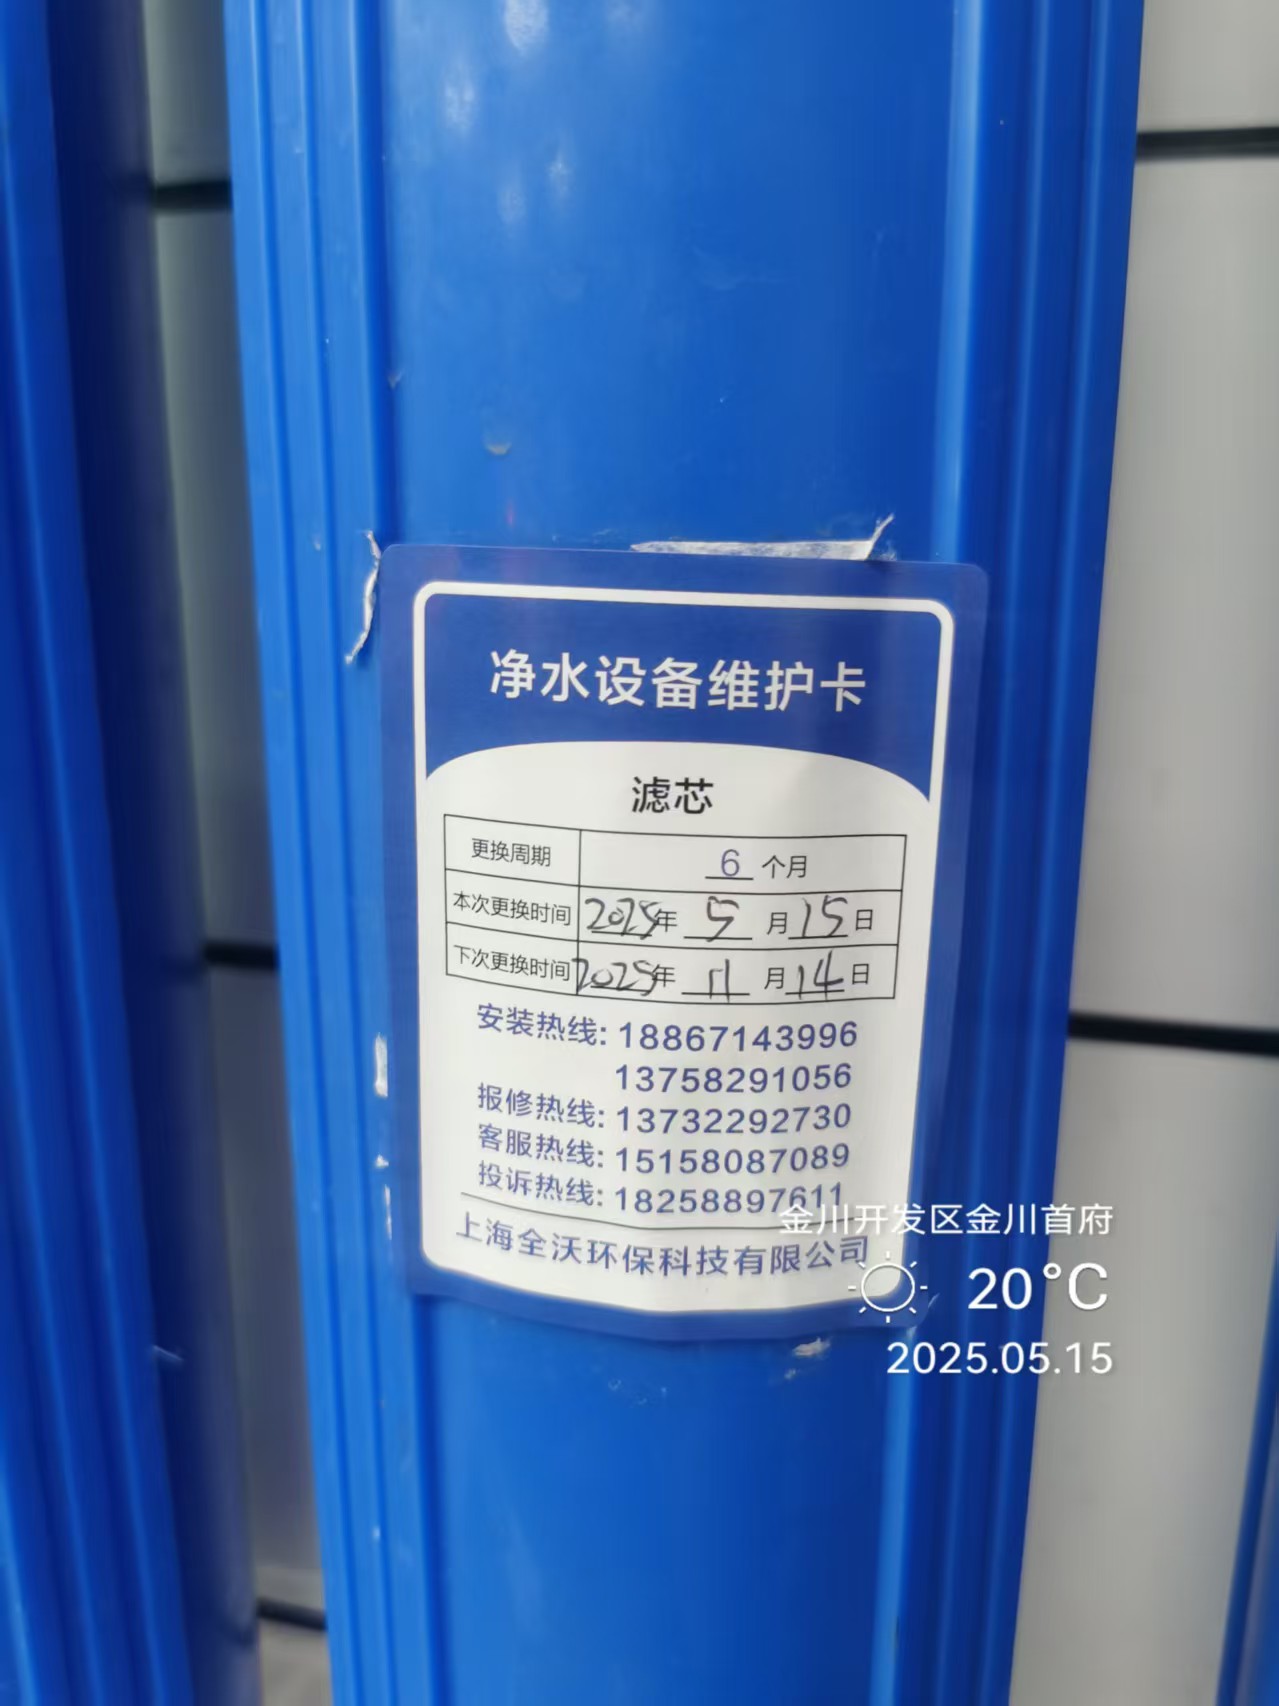 净水设备维护卡
滤芯
更换周期 6 个月
本次更换时间 2025年 5 月 15 日
下次更换时间 2025年 11 月 14 日
安装热线: 18867143996
13758291056
报修热线: 13732292730
客服热线: 15158087089
投诉热线: 18258897611
上海全沃环保科技有限公司
金川开发区金川首府
20°C
2025.05.15